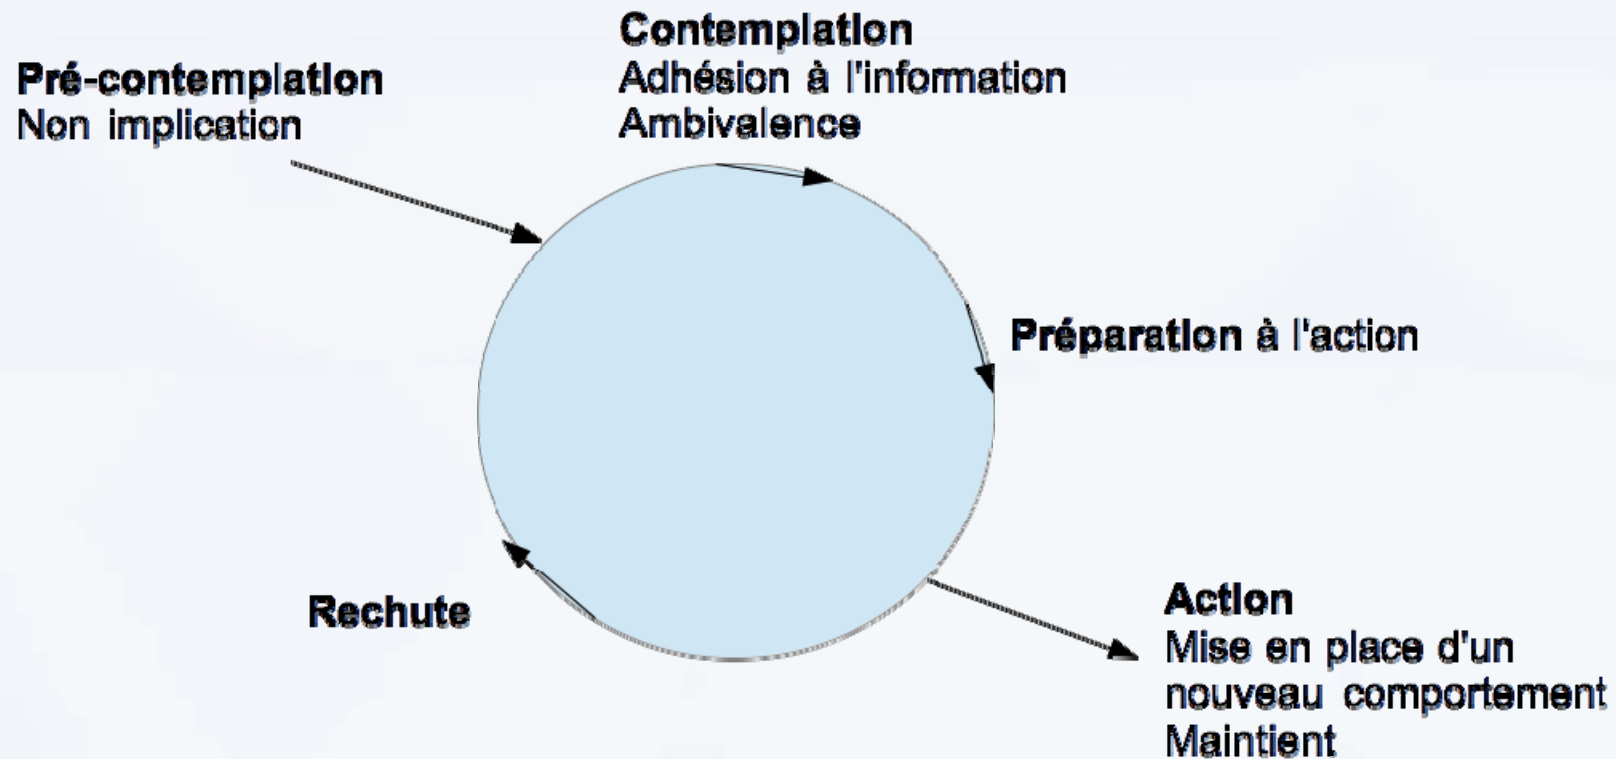 Pré-contemplation
Non implication
Contemplation
Adhésion à l'information
Ambivalence
Préparation à l'action
Action
Mise en place d'un
nouveau comportement
Maintient
Rechute